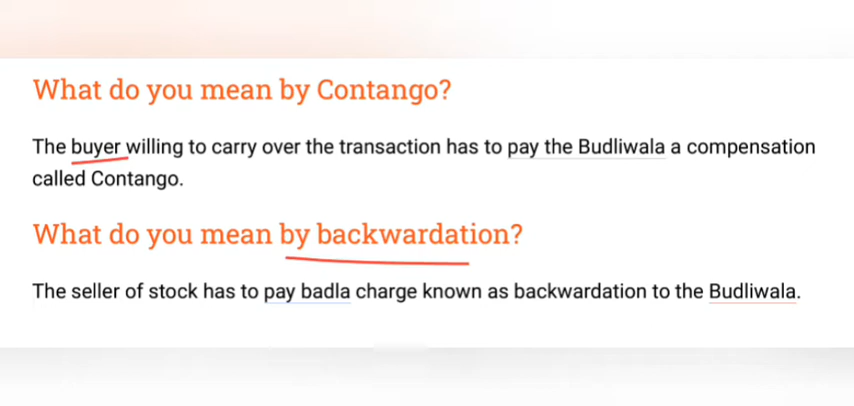 What do you mean by Contango?
The buyer willing to carry over the transaction has to pay the Budliwala a compensation
called Contango.
What do you mean by backwardation?
The seller of stock has to pay badla charge known as backwardation to the Budliwala.